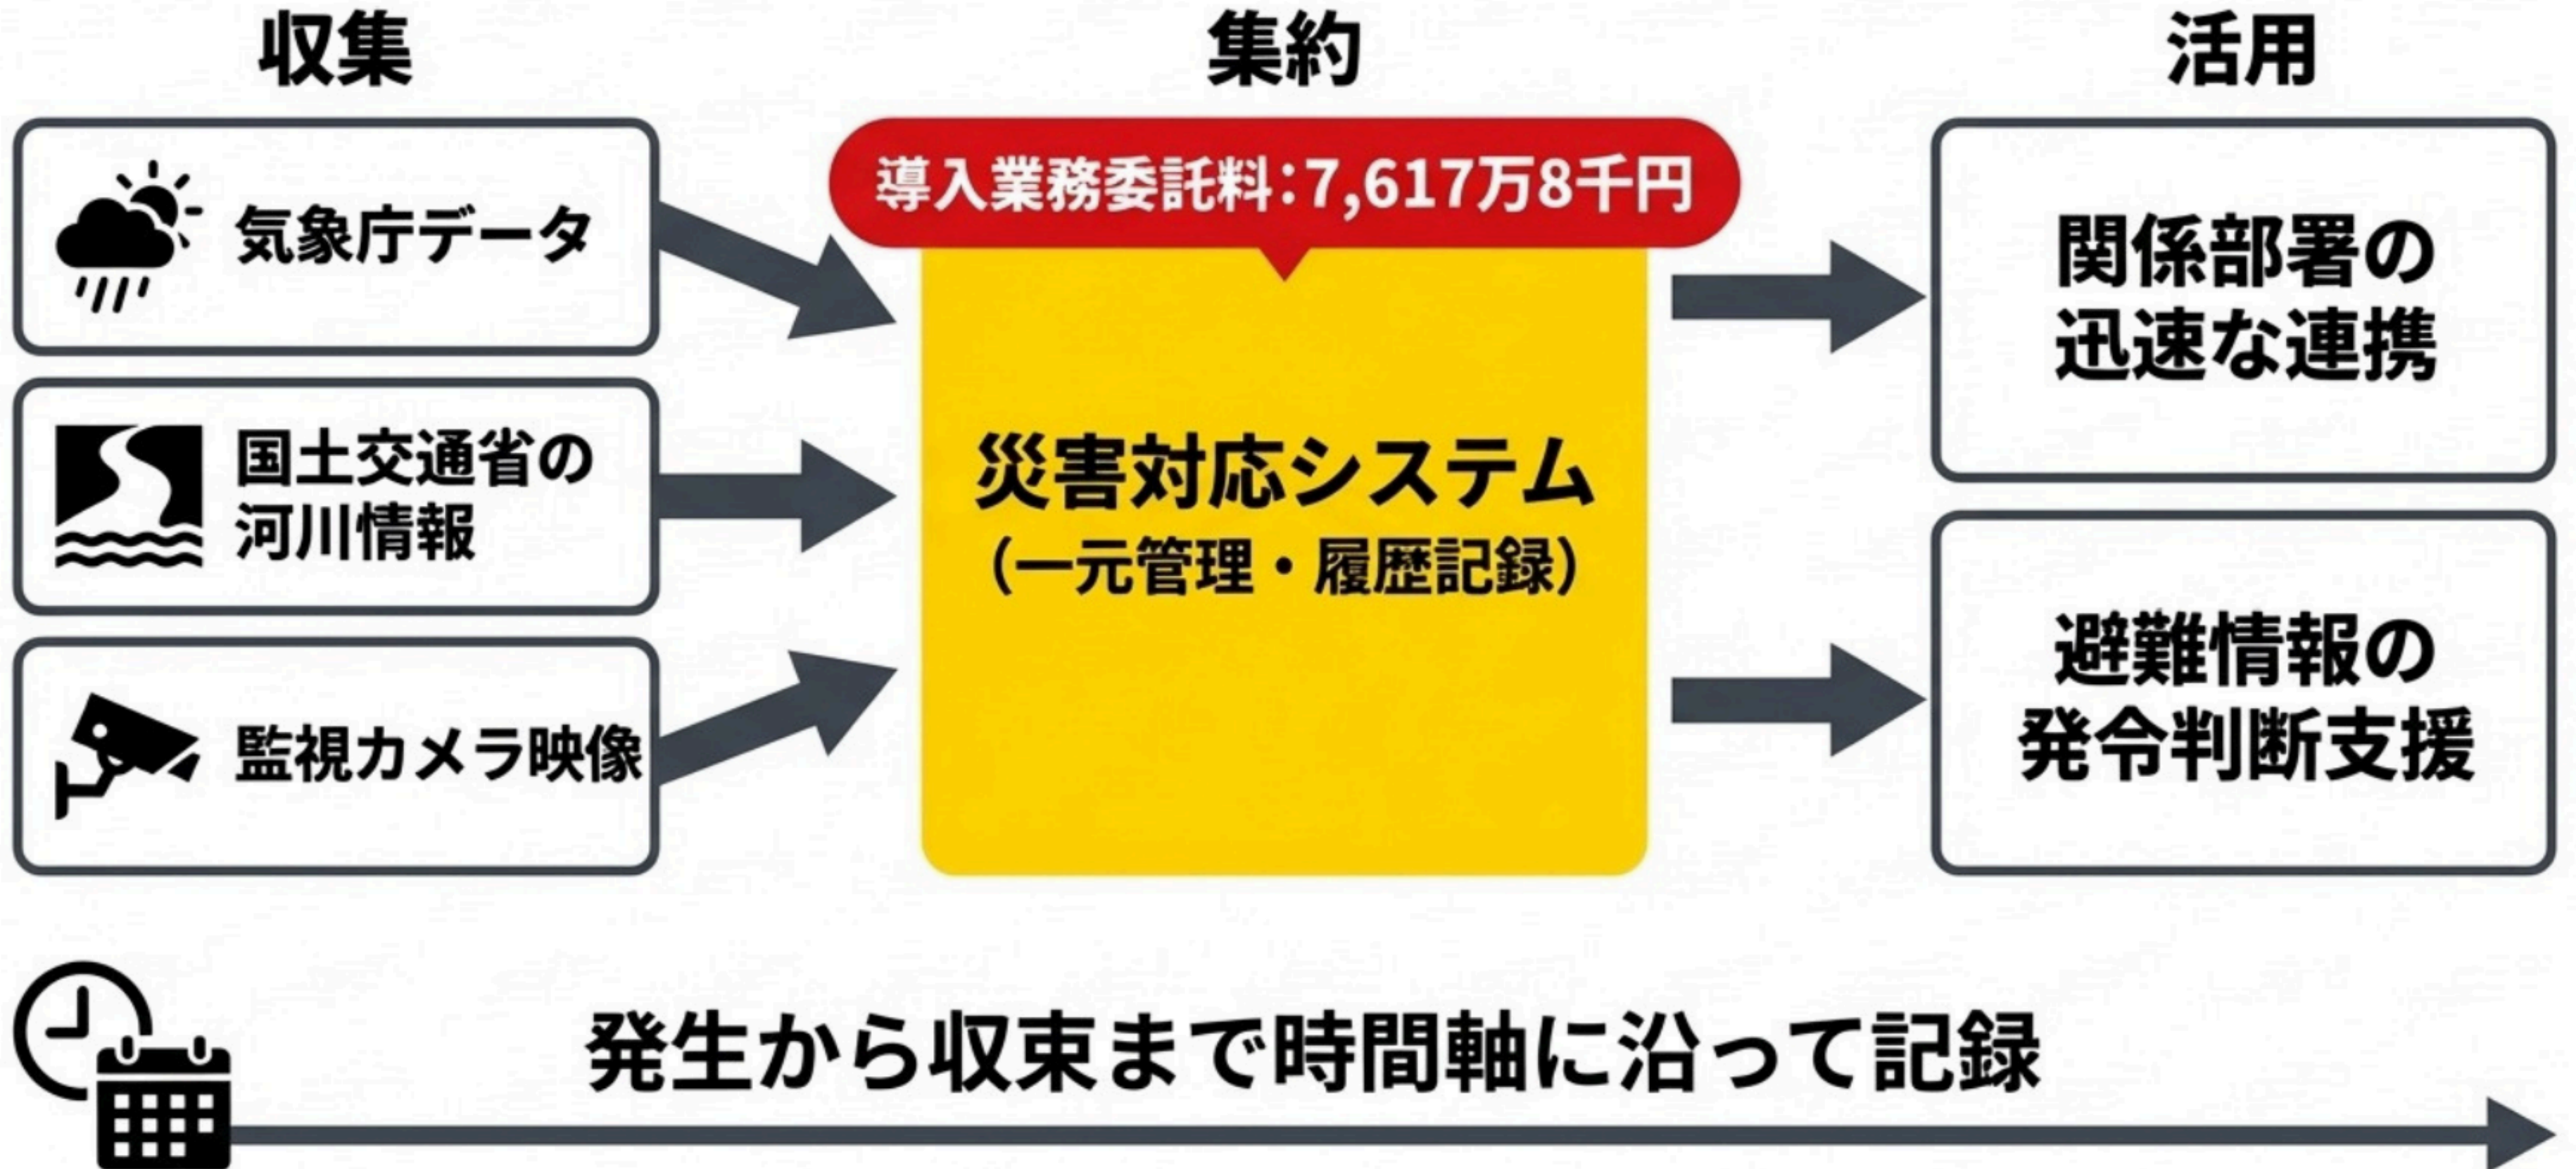 収集
気象庁データ
国土交通省の
河川情報
監視カメラ映像
集約
導入業務委託料:7,617万8千円
災害対応システム
(一元管理・履歴記録)
活用
関係部署の
迅速な連携
避難情報の
発令判断支援
発生から収束まで時間軸に沿って記録